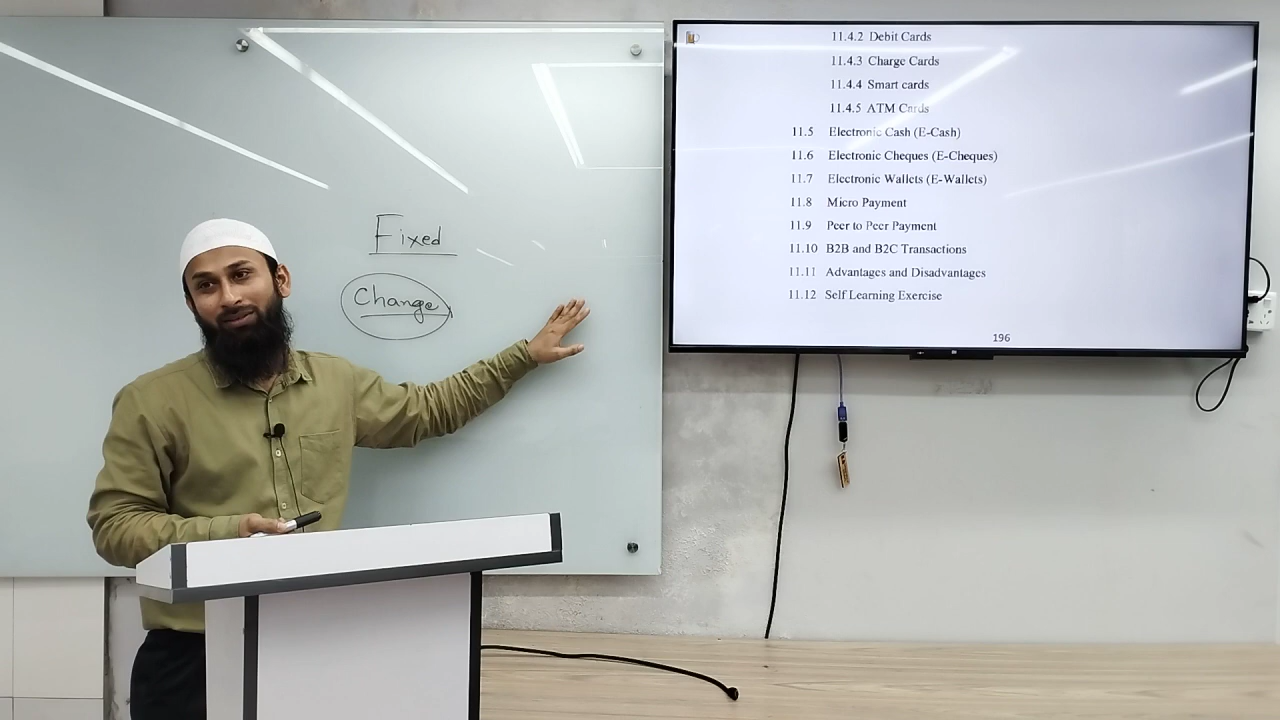 Fixed
Change
11.4.2 Debit Cards
11.4.3 Charge Cards
11.4.4 Smart cards
11.4.5 ATM Cards
11.5 Electronic Cash (E-Cash)
11.6 Electronic Cheques (E-Cheques)
11.7 Electronic Wallets (E-Wallets)
11.8 Micro Payment
11.9 Peer to Peer Payment
11.10 B2B and B2C Transactions
11.11 Advantages and Disadvantages
11.12 Self Learning Exercise
196